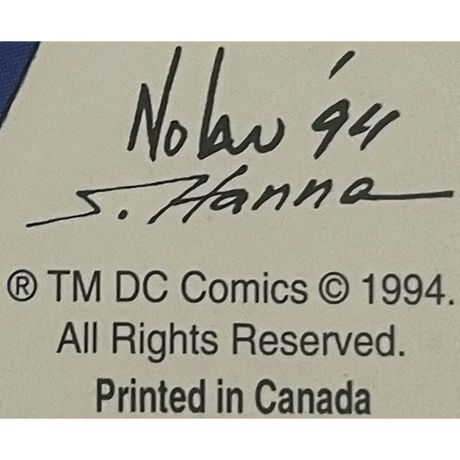 Nolan '94
S. Hanna
® TM DC Comics © 1994.
All Rights Reserved.
Printed in Canada